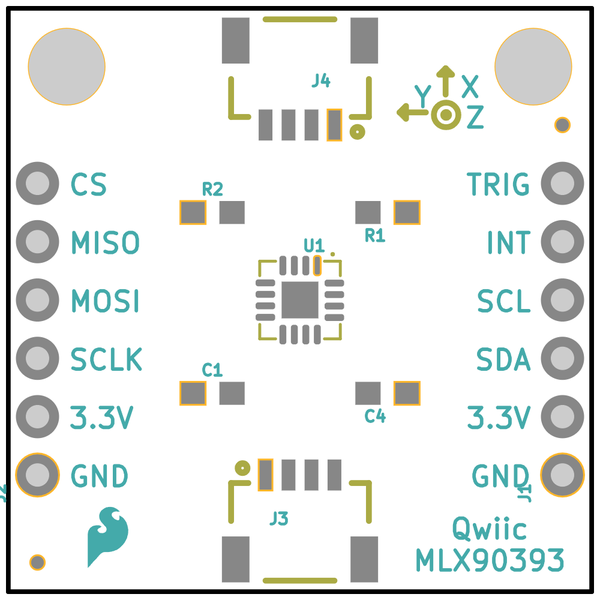 J4
Y X
Z
CS
R2
TRIG
MISO
R1
INT
U1
MOSI
SCL
SCLK
SDA
C1
3.3V
C4
3.3V
GND
GND
J2
J1
J3
Qwiic
MLX90393